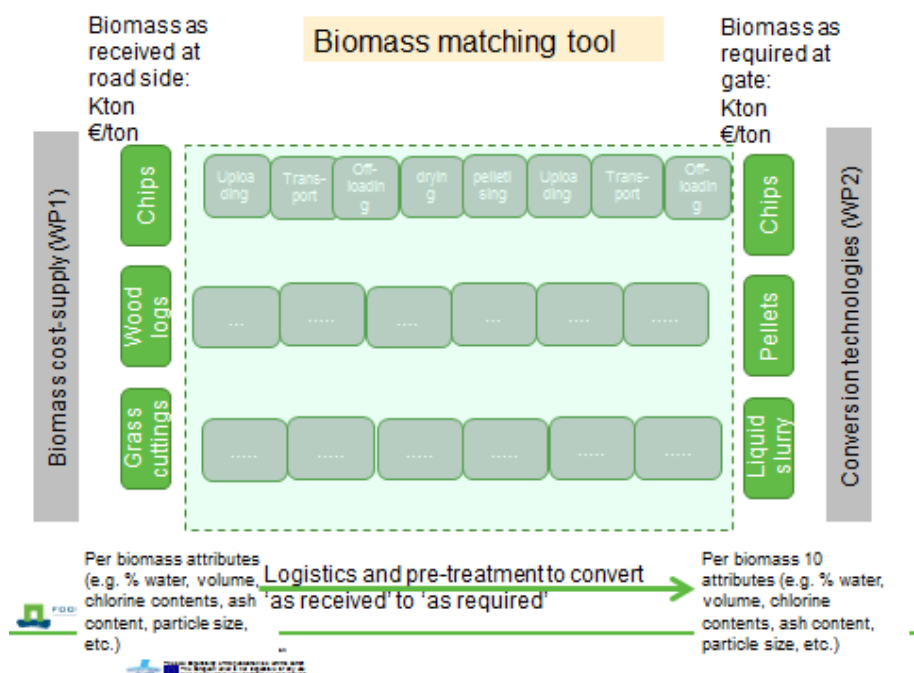 Biomass as
received at
road side:
Kton
€/ton
Biomass matching tool
Biomass as
required at
gate:
Kton
€/ton
Biomass cost-supply (WP1)
Chips
Uploa
ding
Trans-
port
Off-
loadin
g
dryin
g
pelleti
sing
Uploa
ding
Trans-
port
Off-
loadin
g
Chips
Conversion technologies (WP2)
Wood
logs
...
.....
....
...
....
.....
Pellets
Grass
cuttings
.....
.....
.....
.....
....
.....
Liquid
slurry
Per biomass attributes
(e.g. % water, volume,
chlorine contents, ash
content, particle size,
etc.)
Logistics and pre-treatment to convert
‘as received’ to ‘as required’
Per biomass 10
attributes (e.g. % water,
volume, chlorine
contents, ash content,
particle size, etc.)